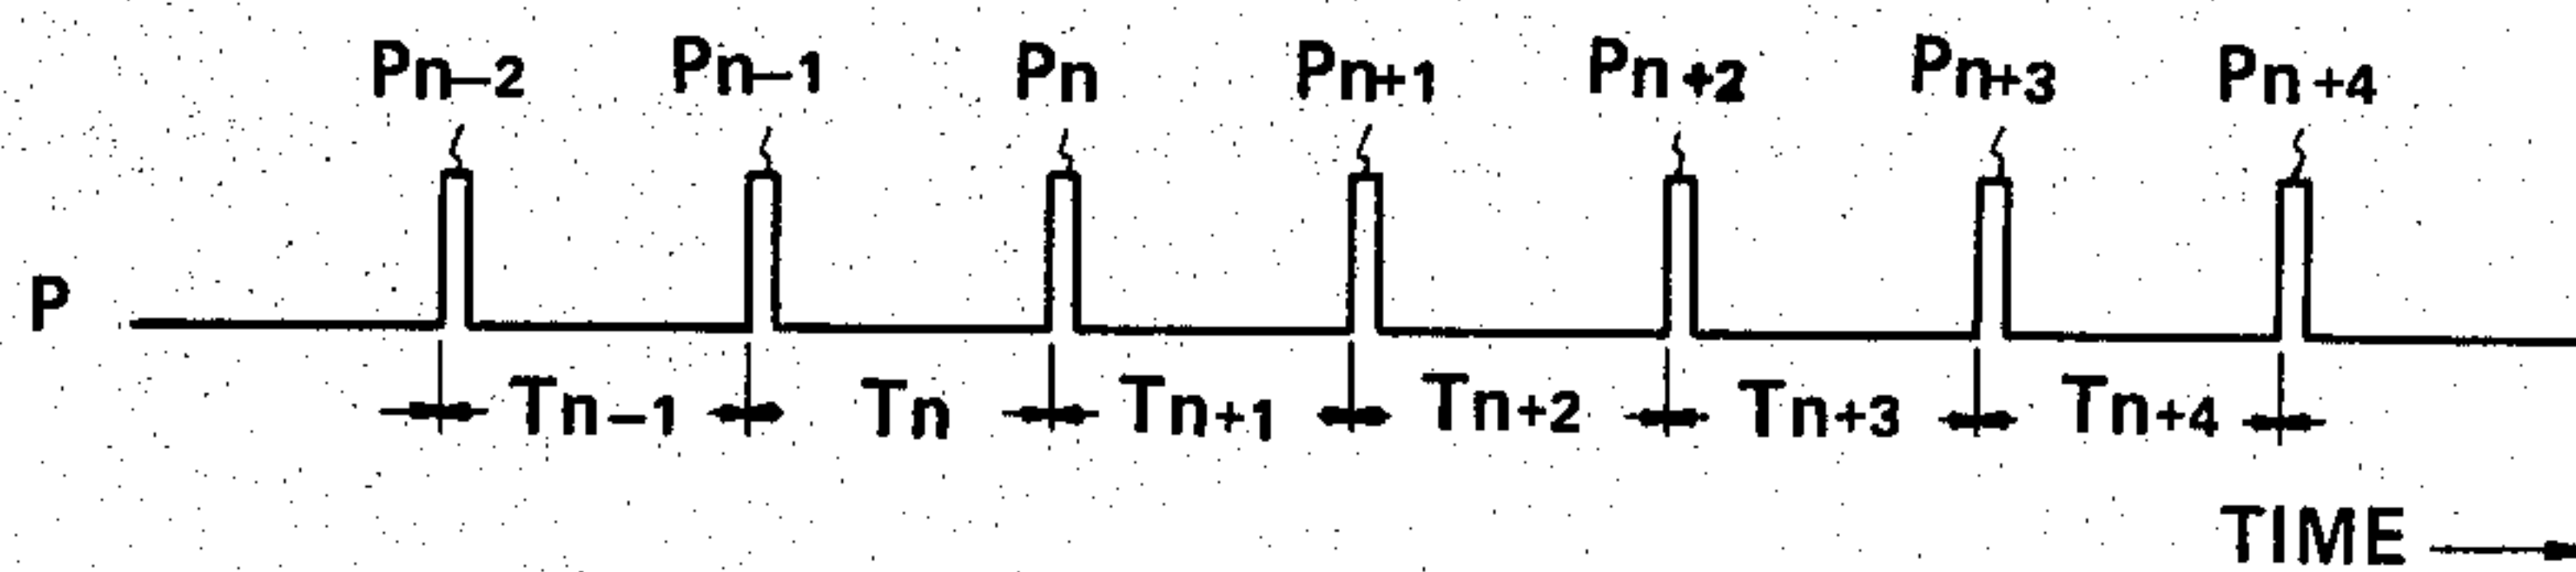 Pn-2 Pn-1 Pn Pn+1 Pn+2 Pn+3 Pn+4
P
Tn-1 Tn Tn+1 Tn+2 Tn+3 Tn+4
TIME